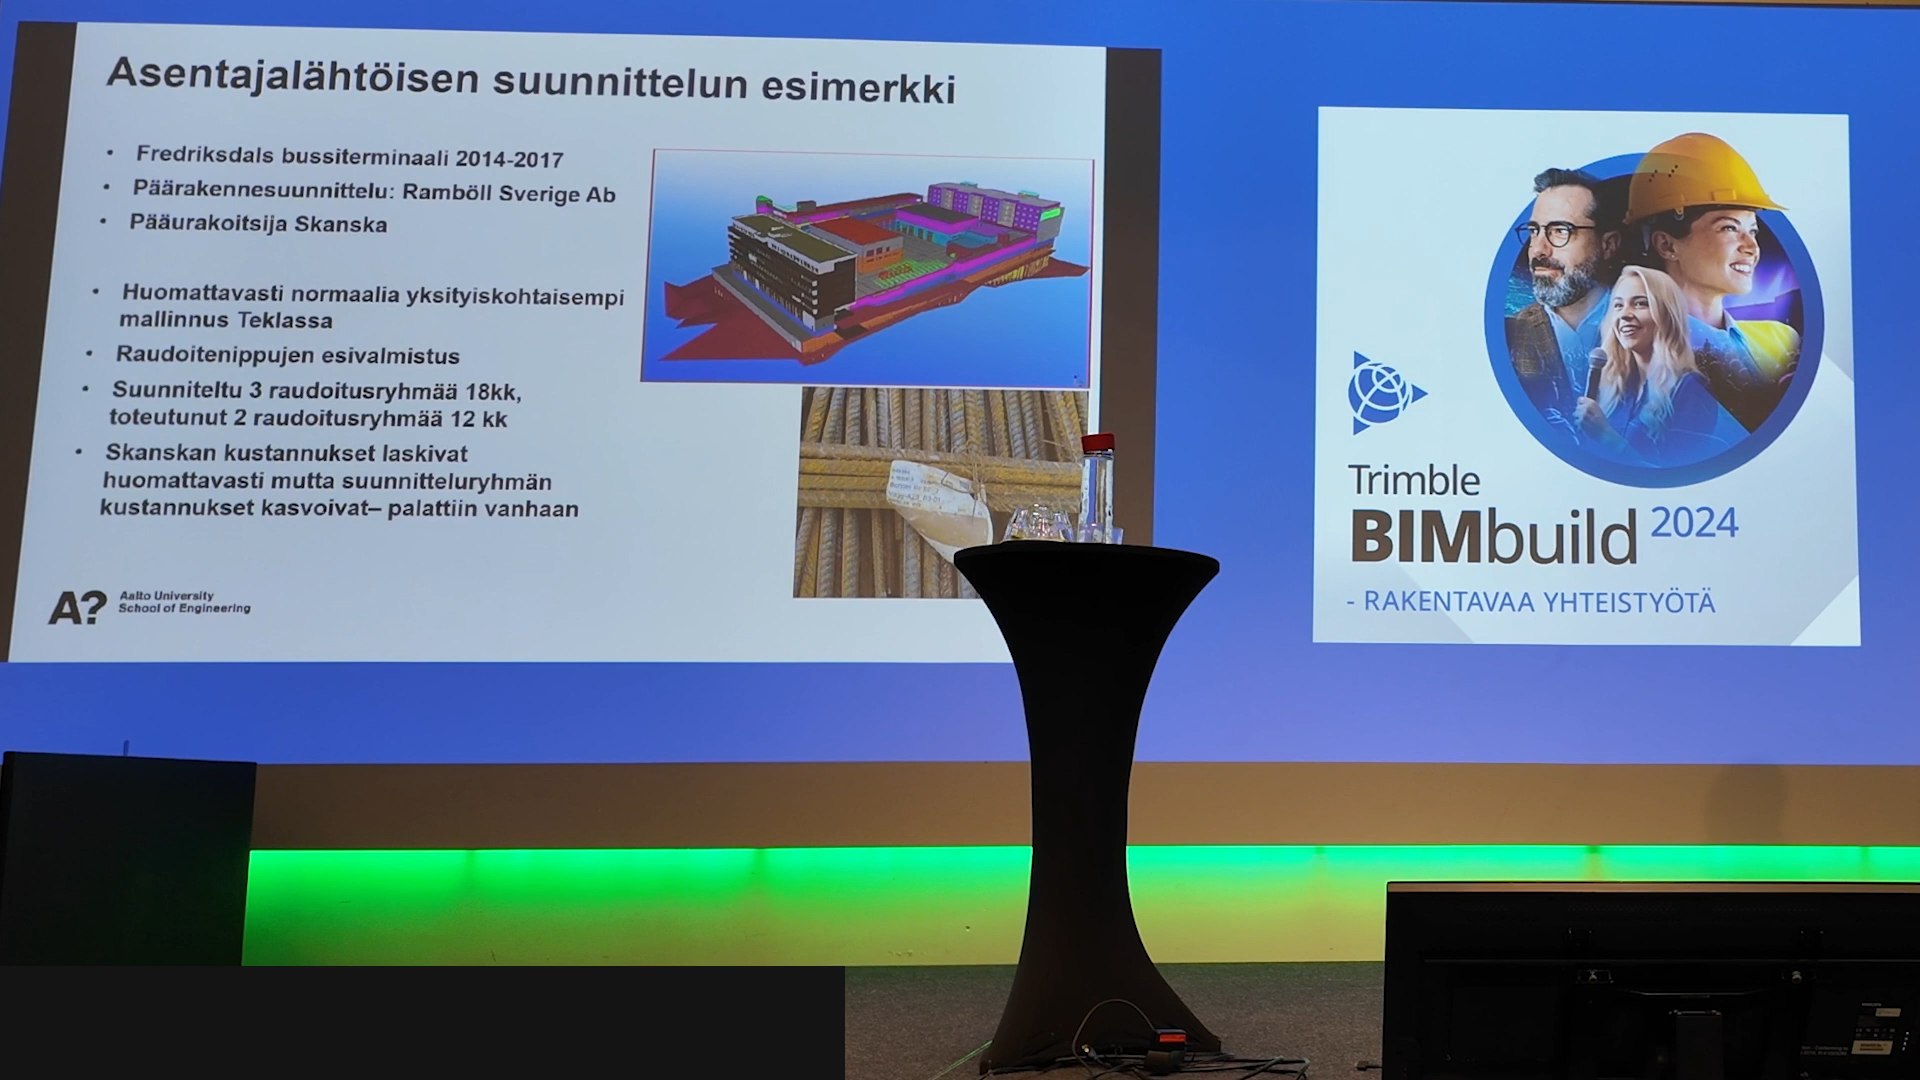 Asentajalähtöisen suunnittelun esimerkki
• Fredriksdals bussiterminaali 2014-2017
• Päärakennesuunnittelu: Ramböll Sverige Ab
• Pääurakoitsija Skanska
• Huomattavasti normaalia yksityiskohtaisempi
mallinnus Teklassa
• Raudoitenippujen esivalmistus
• Suunniteltu 3 raudoitusryhmää 18kk,
toteutunut 2 raudoitusryhmää 12 kk
• Skanskan kustannukset laskivat
huomattavasti mutta suunnitteluryhmän
kustannukset kasvoivat– palattiin vanhaan
A?
Aalto University
School of Engineering
Trimble
BIMbuild 2024
- RAKENTAVAA YHTEISTYÖTÄ